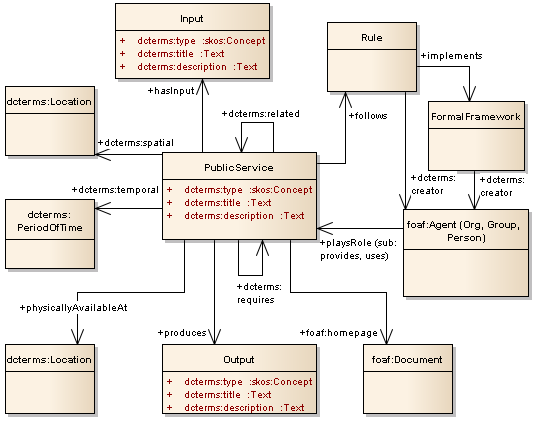 Input
+ dcterms:type :skos:Concept
+ dcterms:title :Text
+ dcterms:description :Text
Rule
+implements
+hasInput
dcterms:Location
+dcterms:related
+follows
FormalFramework
+dcterms:spatial
PublicService
+ dcterms:type :skos:Concept
+ dcterms:title :Text
+ dcterms:description :Text
+dcterms:
creator
+dcterms:
creator
+dcterms:temporal
dcterms:
PeriodOfTime
foaf:Agent (Org, Group,
Person)
+playsRole (sub:
provides, uses)
+dcterms:
requires
+physicallyAvailableAt
+produces
+foaf:homepage
dcterms:Location
Output
+ dcterms:type :skos:Concept
+ dcterms:title :Text
+ dcterms:description :Text
foaf:Document